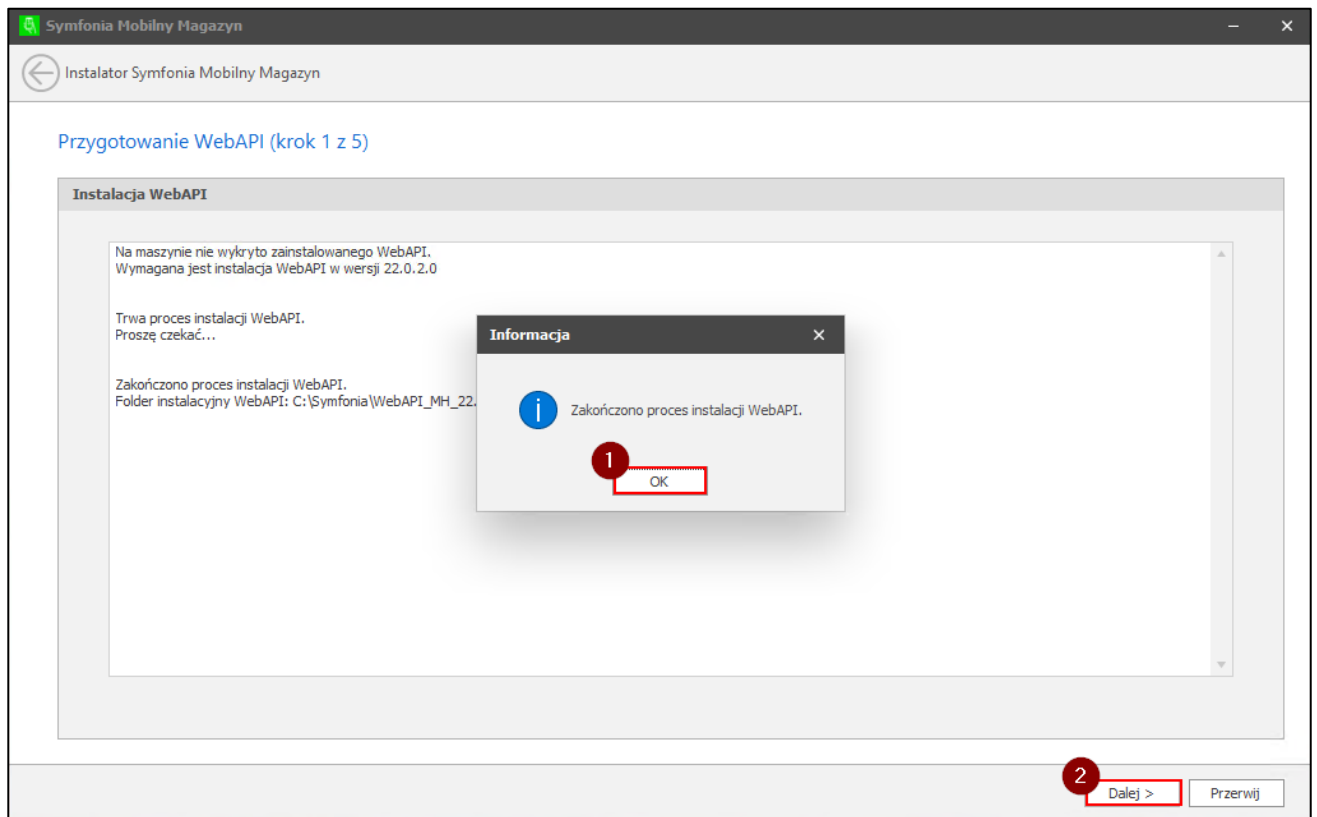 Symfonia Mobilny Magazyn
Instalator Symfonia Mobilny Magazyn
Przygotowanie WebAPI (krok 1 z 5)
Instalacja WebAPI
Na maszynie nie wykryto zainstalowanego WebAPI.
Wymagana jest instalacja WebAPI w wersji 22.0.2.0
Trwa proces instalacji WebAPI.
Proszę czekać...
Zakończono proces instalacji WebAPI.
Folder instalacyjny WebAPI: C:\Symfonia\WebAPI_MH_22.
Informacja
Zakończono proces instalacji WebAPI.
1
OK
2
Dalej >
Przerwij